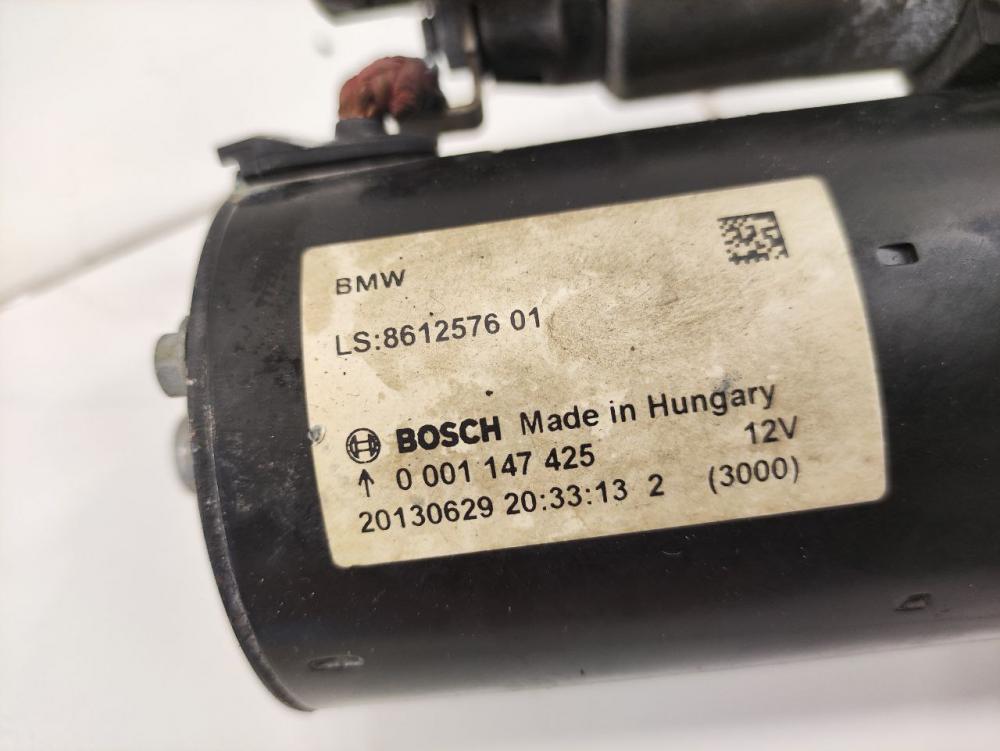 BMW
LS:8612576 01
BOSCH Made in Hungary
↑ 0 001 147 425 12V
20130629 20:33:13 2 (3000)